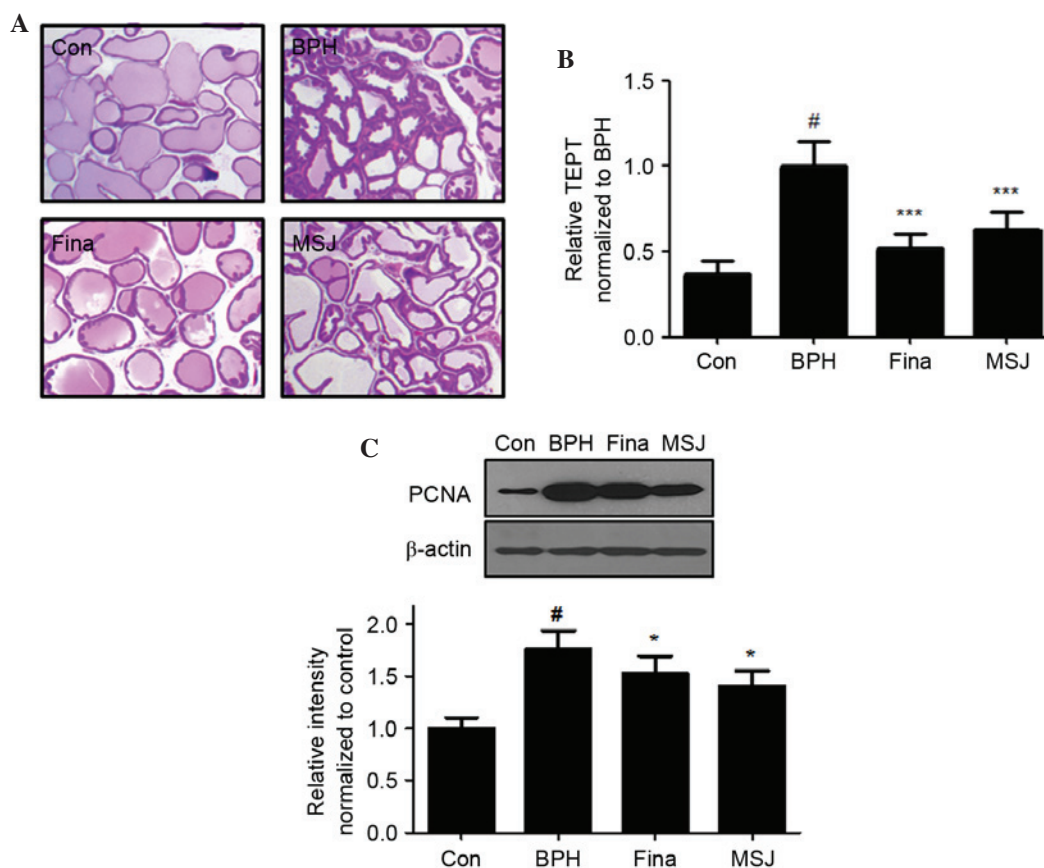 A
Con
BPH
Fina
MSJ
B
Relative TEPT
normalized to BPH
1.5
1.0
0.5
0.0
#
***
***
Con BPH Fina MSJ
C
Con BPH Fina MSJ
PCNA
β-actin
Relative intensity
normalized to control
2.0
1.5
1.0
0.5
0.0
#
*
*
Con BPH Fina MSJ